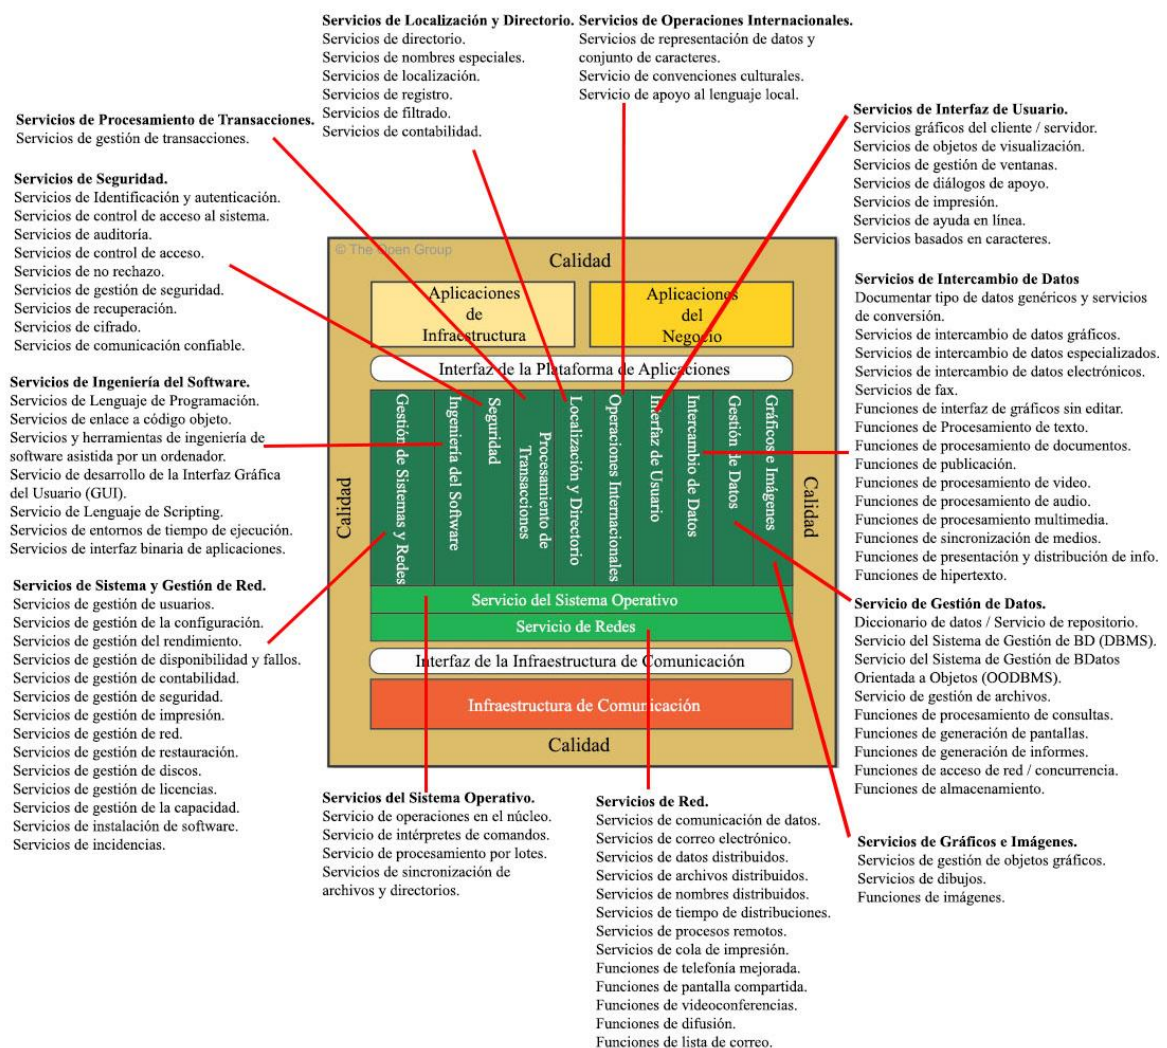 Servicios de Localización y Directorio.
Servicios de directorio.
Servicios de nombres especiales.
Servicios de localización.
Servicios de registro.
Servicios de filtrado.
Servicios de contabilidad.
Servicios de Operaciones Internacionales.
Servicios de representación de datos y
conjunto de caracteres.
Servicio de convenciones culturales.
Servicio de apoyo al lenguaje local.
Servicios de Procesamiento de Transacciones.
Servicios de gestión de transacciones.
Servicios de Seguridad.
Servicios de Identificación y autenticación.
Servicios de control de acceso al sistema.
Servicios de auditoría.
Servicios de control de acceso.
Servicios de no rechazo.
Servicios de gestión de seguridad.
Servicios de recuperación.
Servicios de cifrado.
Servicios de comunicación confiable.
Servicios de Ingeniería del Software.
Servicios de Lenguaje de Programación.
Servicios de enlace a código objeto.
Servicios y herramientas de ingeniería de
software asistida por un ordenador.
Servicio de desarrollo de la Interfaz Gráfica
del Usuario (GUI).
Servicio de Lenguaje de Scripting.
Servicios de entornos de tiempo de ejecución.
Servicios de interfaz binaria de aplicaciones.
Servicios de Sistema y Gestión de Red.
Servicios de gestión de usuarios.
Servicios de gestión de la configuración.
Servicios de gestión del rendimiento.
Servicios de gestión de disponibilidad y fallos.
Servicios de gestión de contabilidad.
Servicios de gestión de seguridad.
Servicios de gestión de impresión.
Servicios de gestión de red.
Servicios de gestión de restauración.
Servicios de gestión de discos.
Servicios de gestión de licencias.
Servicios de gestión de la capacidad.
Servicios de instalación de software.
Servicios de incidencias.
© The Open Group
Calidad
Aplicaciones
de
Infraestructura
Aplicaciones
del
Negocio
Interfaz de la Plataforma de Aplicaciones
Calidad
Gestión de Sistemas y Redes
Ingeniería del Software
Seguridad
Procesamiento de
Transacciones
Localización y Directorio
Operaciones Internacionales
Interfaz de Usuario
Intercambio de Datos
Gestión de Datos
Gráficos e Imágenes
Calidad
Servicio del Sistema Operativo
Servicio de Redes
Interfaz de la Infraestructura de Comunicación
Infraestructura de Comunicación
Calidad
Servicios de Interfaz de Usuario.
Servicios gráficos del cliente / servidor.
Servicios de objetos de visualización.
Servicios de gestión de ventanas.
Servicios de diálogos de apoyo.
Servicios de impresión.
Servicios de ayuda en línea.
Servicios basados en caracteres.
Servicios de Intercambio de Datos
Documentar tipo de datos genéricos y servicios
de conversión.
Servicios de intercambio de datos gráficos.
Servicios de intercambio de datos especializados.
Servicios de intercambio de datos electrónicos.
Servicios de fax.
Funciones de interfaz de gráficos sin editar.
Funciones de Procesamiento de texto.
Funciones de procesamiento de documentos.
Funciones de publicación.
Funciones de procesamiento de video.
Funciones de procesamiento de audio.
Funciones de procesamiento multimedia.
Funciones de sincronización de medios.
Funciones de presentación y distribución de info.
Funciones de hipertexto.
Servicio de Gestión de Datos.
Diccionario de datos / Servicio de repositorio.
Servicio del Sistema de Gestión de BD (DBMS).
Servicio del Sistema de Gestión de BDatos
Orientada a Objetos (OODBMS).
Servicio de gestión de archivos.
Funciones de procesamiento de consultas.
Funciones de generación de pantallas.
Funciones de generación de informes.
Funciones de acceso de red / concurrencia.
Funciones de almacenamiento.
Servicios de Gráficos e Imágenes.
Servicios de gestión de objetos gráficos.
Servicios de dibujos.
Funciones de imágenes.
Servicios del Sistema Operativo.
Servicio de operaciones en el núcleo.
Servicio de intérpretes de comandos.
Servicio de procesamiento por lotes.
Servicios de sincronización de
archivos y directorios.
Servicios de Red.
Servicios de comunicación de datos.
Servicios de correo electrónico.
Servicios de datos distribuidos.
Servicios de archivos distribuidos.
Servicios de nombres distribuidos.
Servicios de tiempo de distribuciones.
Servicios de procesos remotos.
Servicios de cola de impresión.
Funciones de telefonía mejorada.
Funciones de pantalla compartida.
Funciones de videoconferencias.
Funciones de difusión.
Funciones de lista de correo.